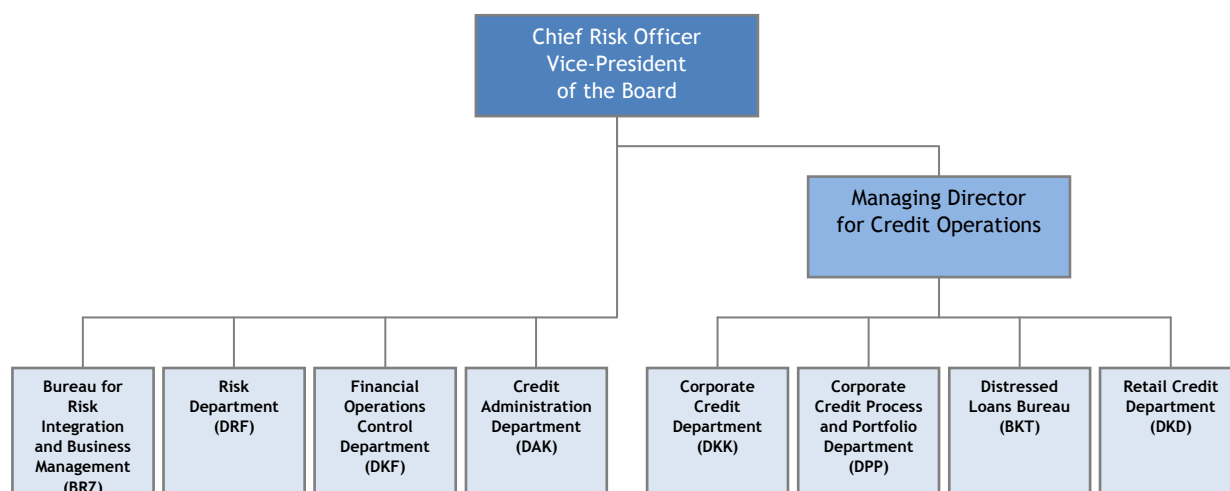 Chief Risk Officer
Vice-President
of the Board
Managing Director
for Credit Operations
Bureau for
Risk
Integration
and Business
Management
(BRZ)
Risk
Department
(DRF)
Financial
Operations
Control
Department
(DKF)
Credit
Administration
Department
(DAK)
Corporate
Credit
Department
(DKK)
Corporate
Credit Process
and Portfolio
Department
(DPP)
Distressed
Loans Bureau
(BKT)
Retail Credit
Department
(DKD)